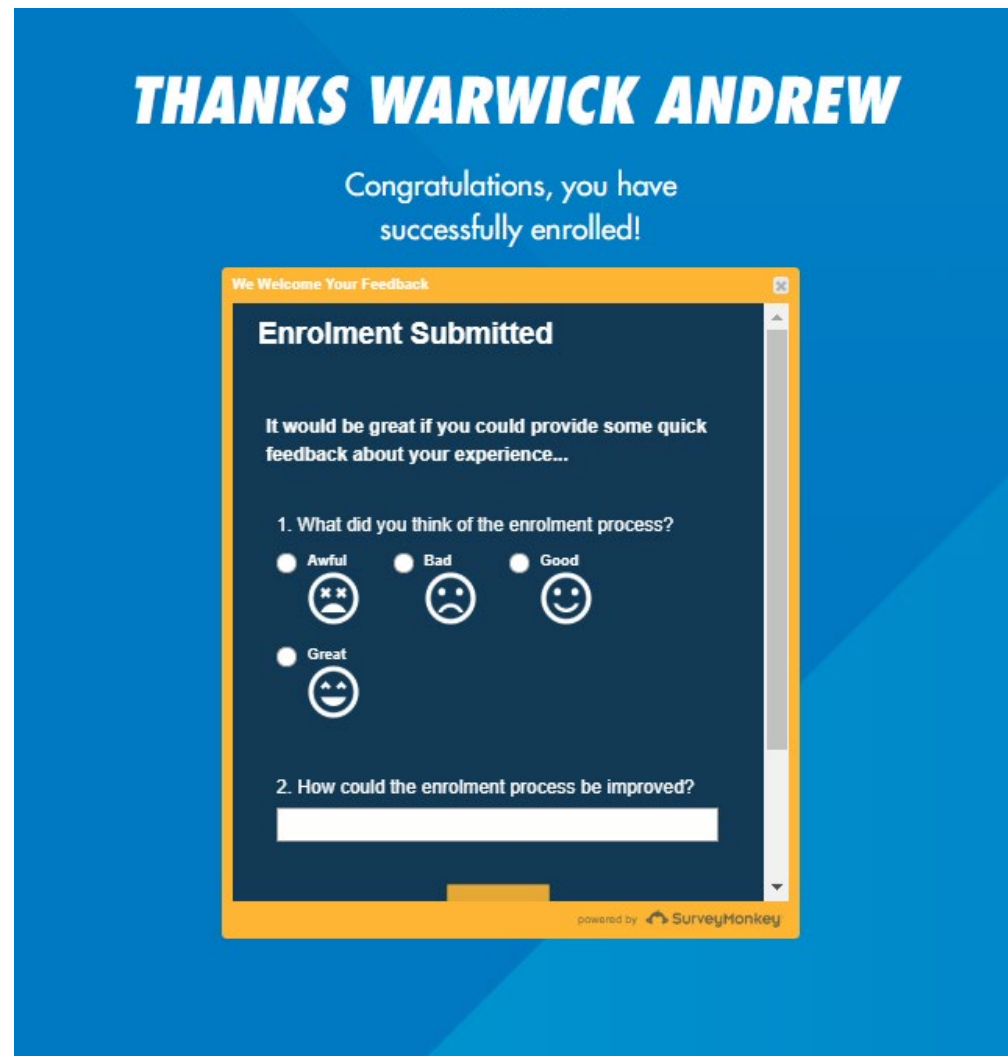 THANKS WARWICK ANDREW
Congratulations, you have
successfully enrolled!
We Welcome Your Feedback
Enrolment Submitted
It would be great if you could provide some quick
feedback about your experience...
1. What did you think of the enrolment process?
Awful Bad Good
Great
2. How could the enrolment process be improved?
powered by SurveyMonkey